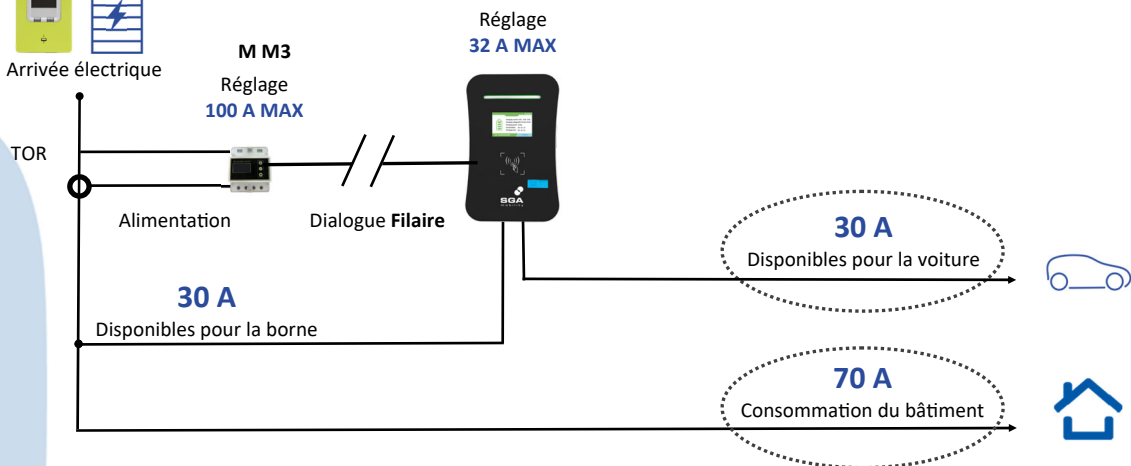 Arrivée électrique
M M3
Réglage
100 A MAX
Réglage
32 A MAX
TOR
Alimentation
Dialogue Filaire
SGA
30 A
Disponibles pour la voiture
30 A
Disponibles pour la borne
70 A
Consommation du bâtiment